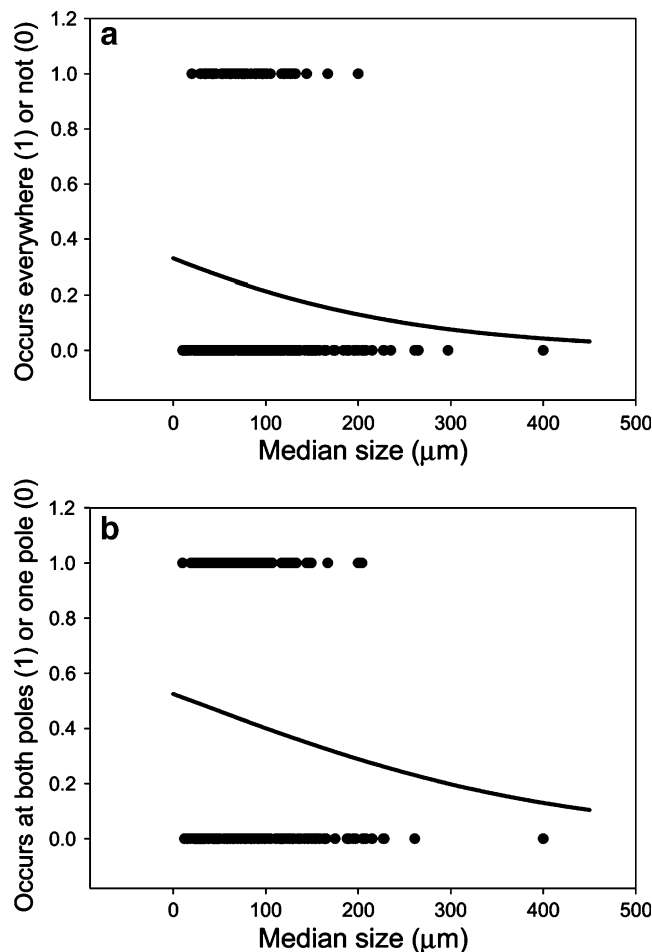 a
Occurs everywhere (1) or not (0)
1.2
1.0
0.8
0.6
0.4
0.2
0.0
0 100 200 300 400 500
Median size (μm)
b
Occurs at both poles (1) or one pole (0)
1.2
1.0
0.8
0.6
0.4
0.2
0.0
0 100 200 300 400 500
Median size (μm)